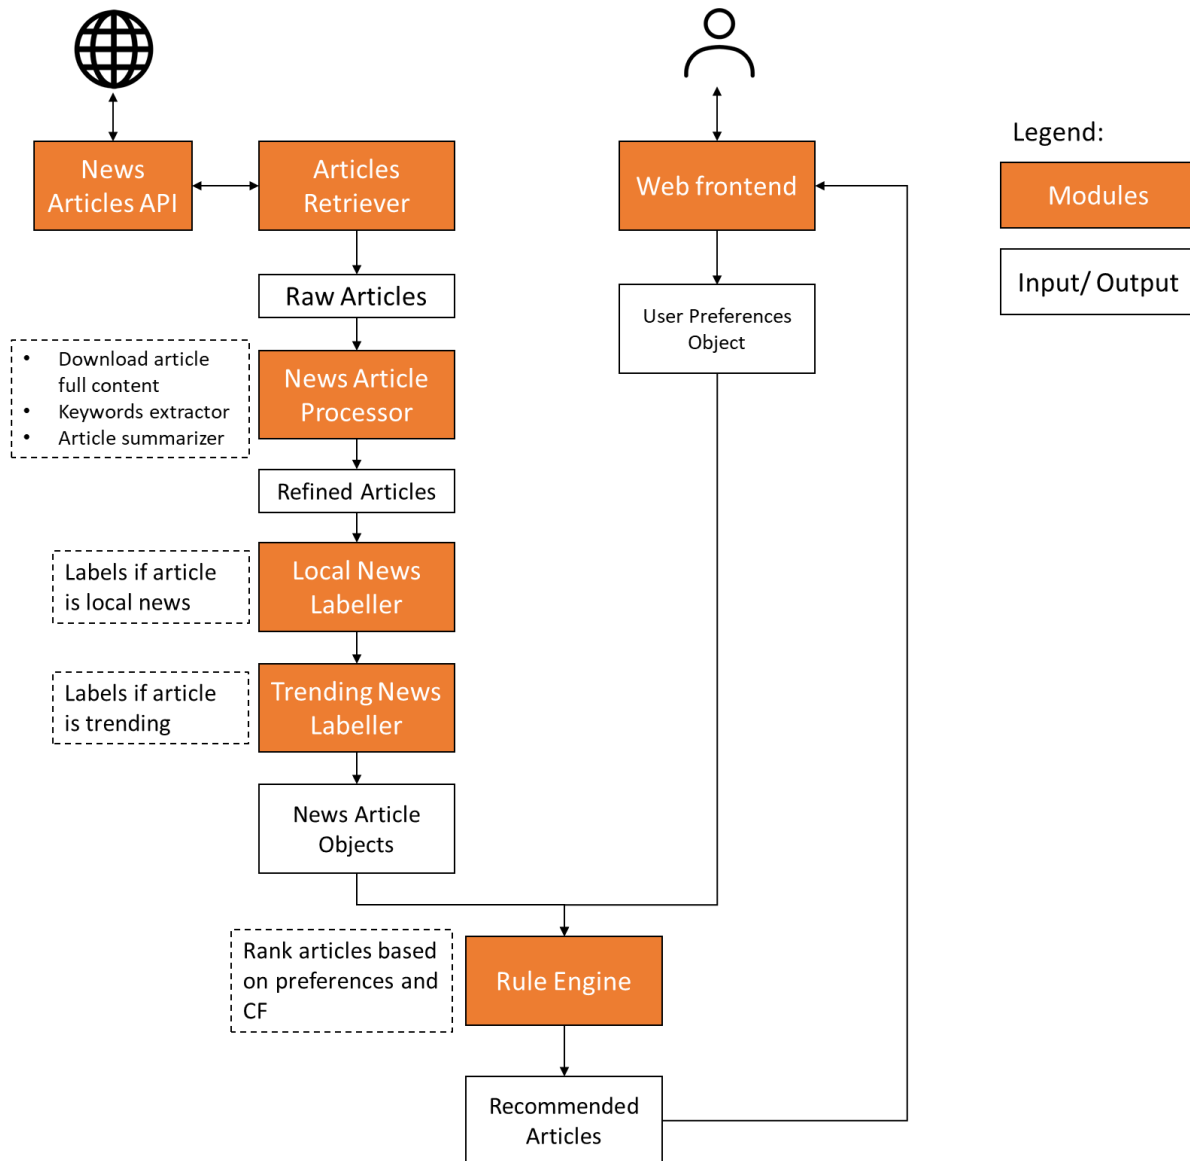 News
Articles API
Articles
Retriever
Web frontend
Legend:
Modules
Input/ Output
Raw Articles
User Preferences
Object
• Download article
full content
• Keywords extractor
• Article summarizer
News Article
Processor
Refined Articles
Labels if article
is local news
Local News
Labeller
Labels if article
is trending
Trending News
Labeller
News Article
Objects
Rank articles based
on preferences and
CF
Rule Engine
Recommended
Articles